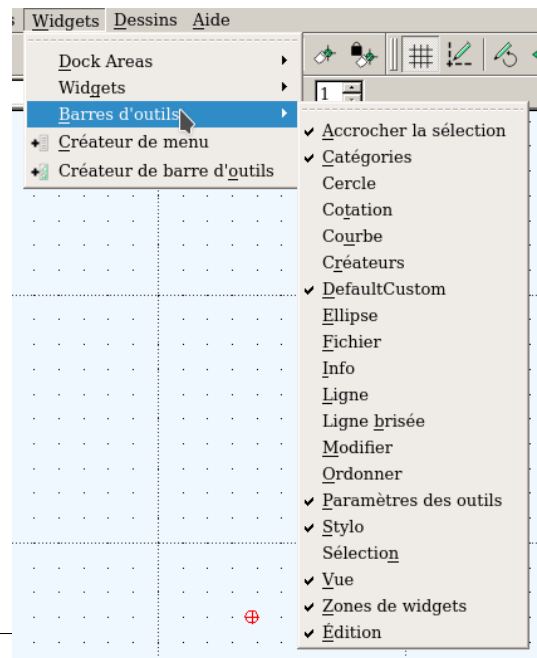 Widgets Dessins Aide
Dock Areas
Widgets
Barres d'outils
Créateur de menu
Créateur de barre d'outils
1
Accrocher la sélection
Catégories
Cercle
Cotation
Courbe
Créateurs
DefaultCustom
Ellipse
Fichier
Info
Ligne
Ligne brisée
Modifier
Ordonner
Paramètres des outils
Stylo
Sélection
Vue
Zones de widgets
Édition